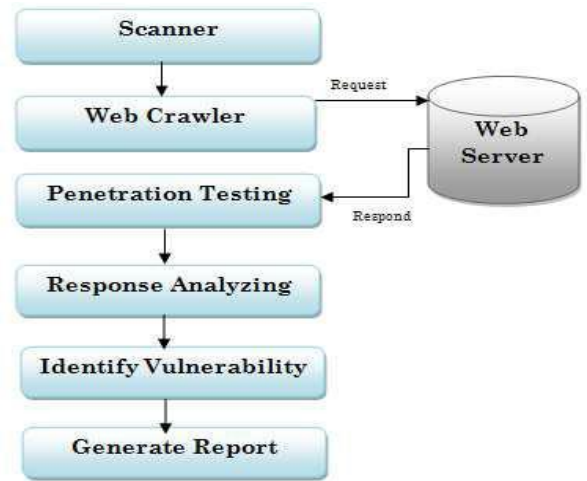 Scanner
Request
Web Crawler
Web
Server
Penetration Testing
Respond
Response Analyzing
Identify Vulnerability
Generate Report